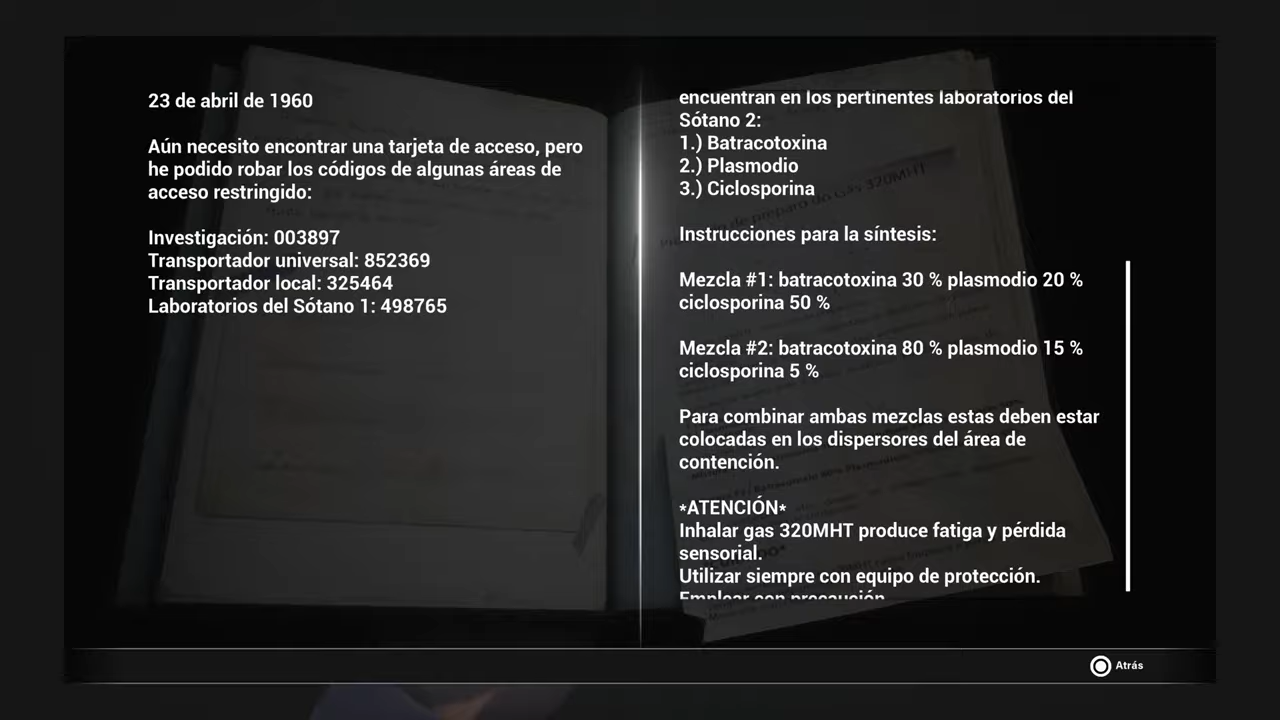 23 de abril de 1960
Aún necesito encontrar una tarjeta de acceso, pero
he podido robar los códigos de algunas áreas de
acceso restringido:
Investigación: 003897
Transportador universal: 852369
Transportador local: 325464
Laboratorios del Sótano 1: 498765
encuentran en los pertinentes laboratorios del
Sótano 2:
1.) Batracotoxina
2.) Plasmodio
3.) Ciclosporina
Instrucciones para la síntesis:
Mezcla #1: batracotoxina 30 % plasmodio 20 %
ciclosporina 50 %
Mezcla #2: batracotoxina 80 % plasmodio 15 %
ciclosporina 5 %
Para combinar ambas mezclas estas deben estar
colocadas en los dispersores del área de
contención.
*ATENCIÓN*
Inhalar gas 320MHT produce fatiga y pérdida
sensorial.
Utilizar siempre con equipo de protección.
Emplear con precaución
Atrás